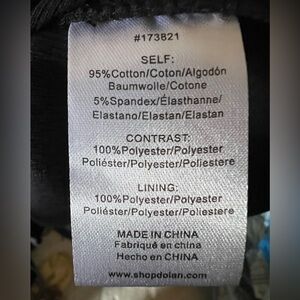 #173821
SELF:
95%Cotton/Coton/Algodón
Baumwolle/Cotone
5%Spandex/Élasthanne/
Elastano/Elastan/Elastan
CONTRAST:
100%Polyester/Polyester
Poliéster/Polyester/Poliestere
LINING:
100%Polyester/Polyester
Poliéster/Polyester/Poliestere
MADE IN CHINA
Fabriqué en china
Hecho en CHINA
www.shopdolan.com